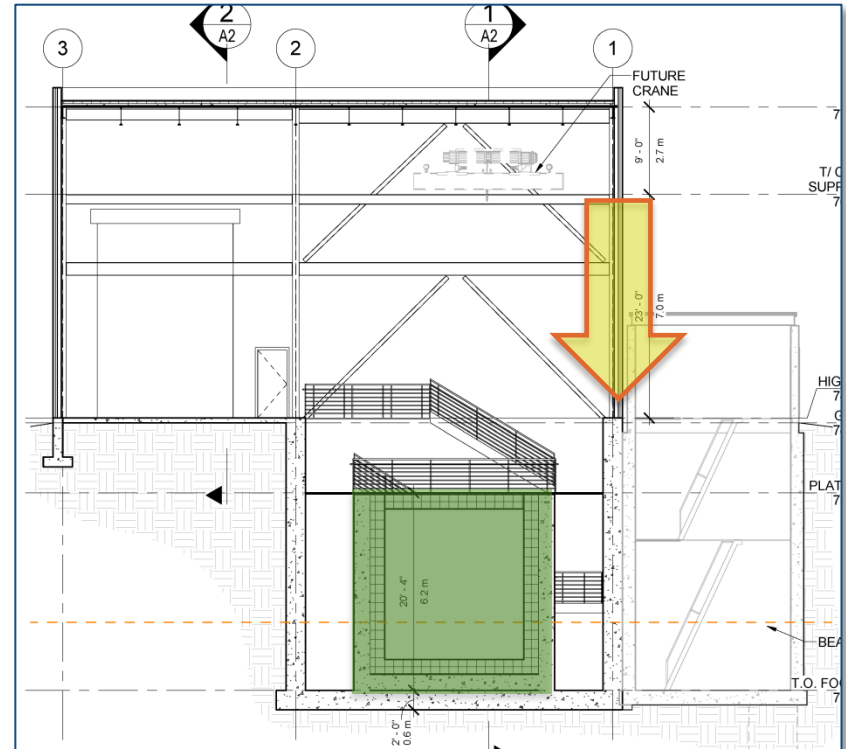 2
A2
1
A2
3
2
1
FUTURE
CRANE
9' - 0"
2.7 m
T/
SUPP
23' - 0"
7.0 m
HIG
PLAT
20' - 4"
6.2 m
BEA
T.O. FOO
2' - 0"
0.6 m